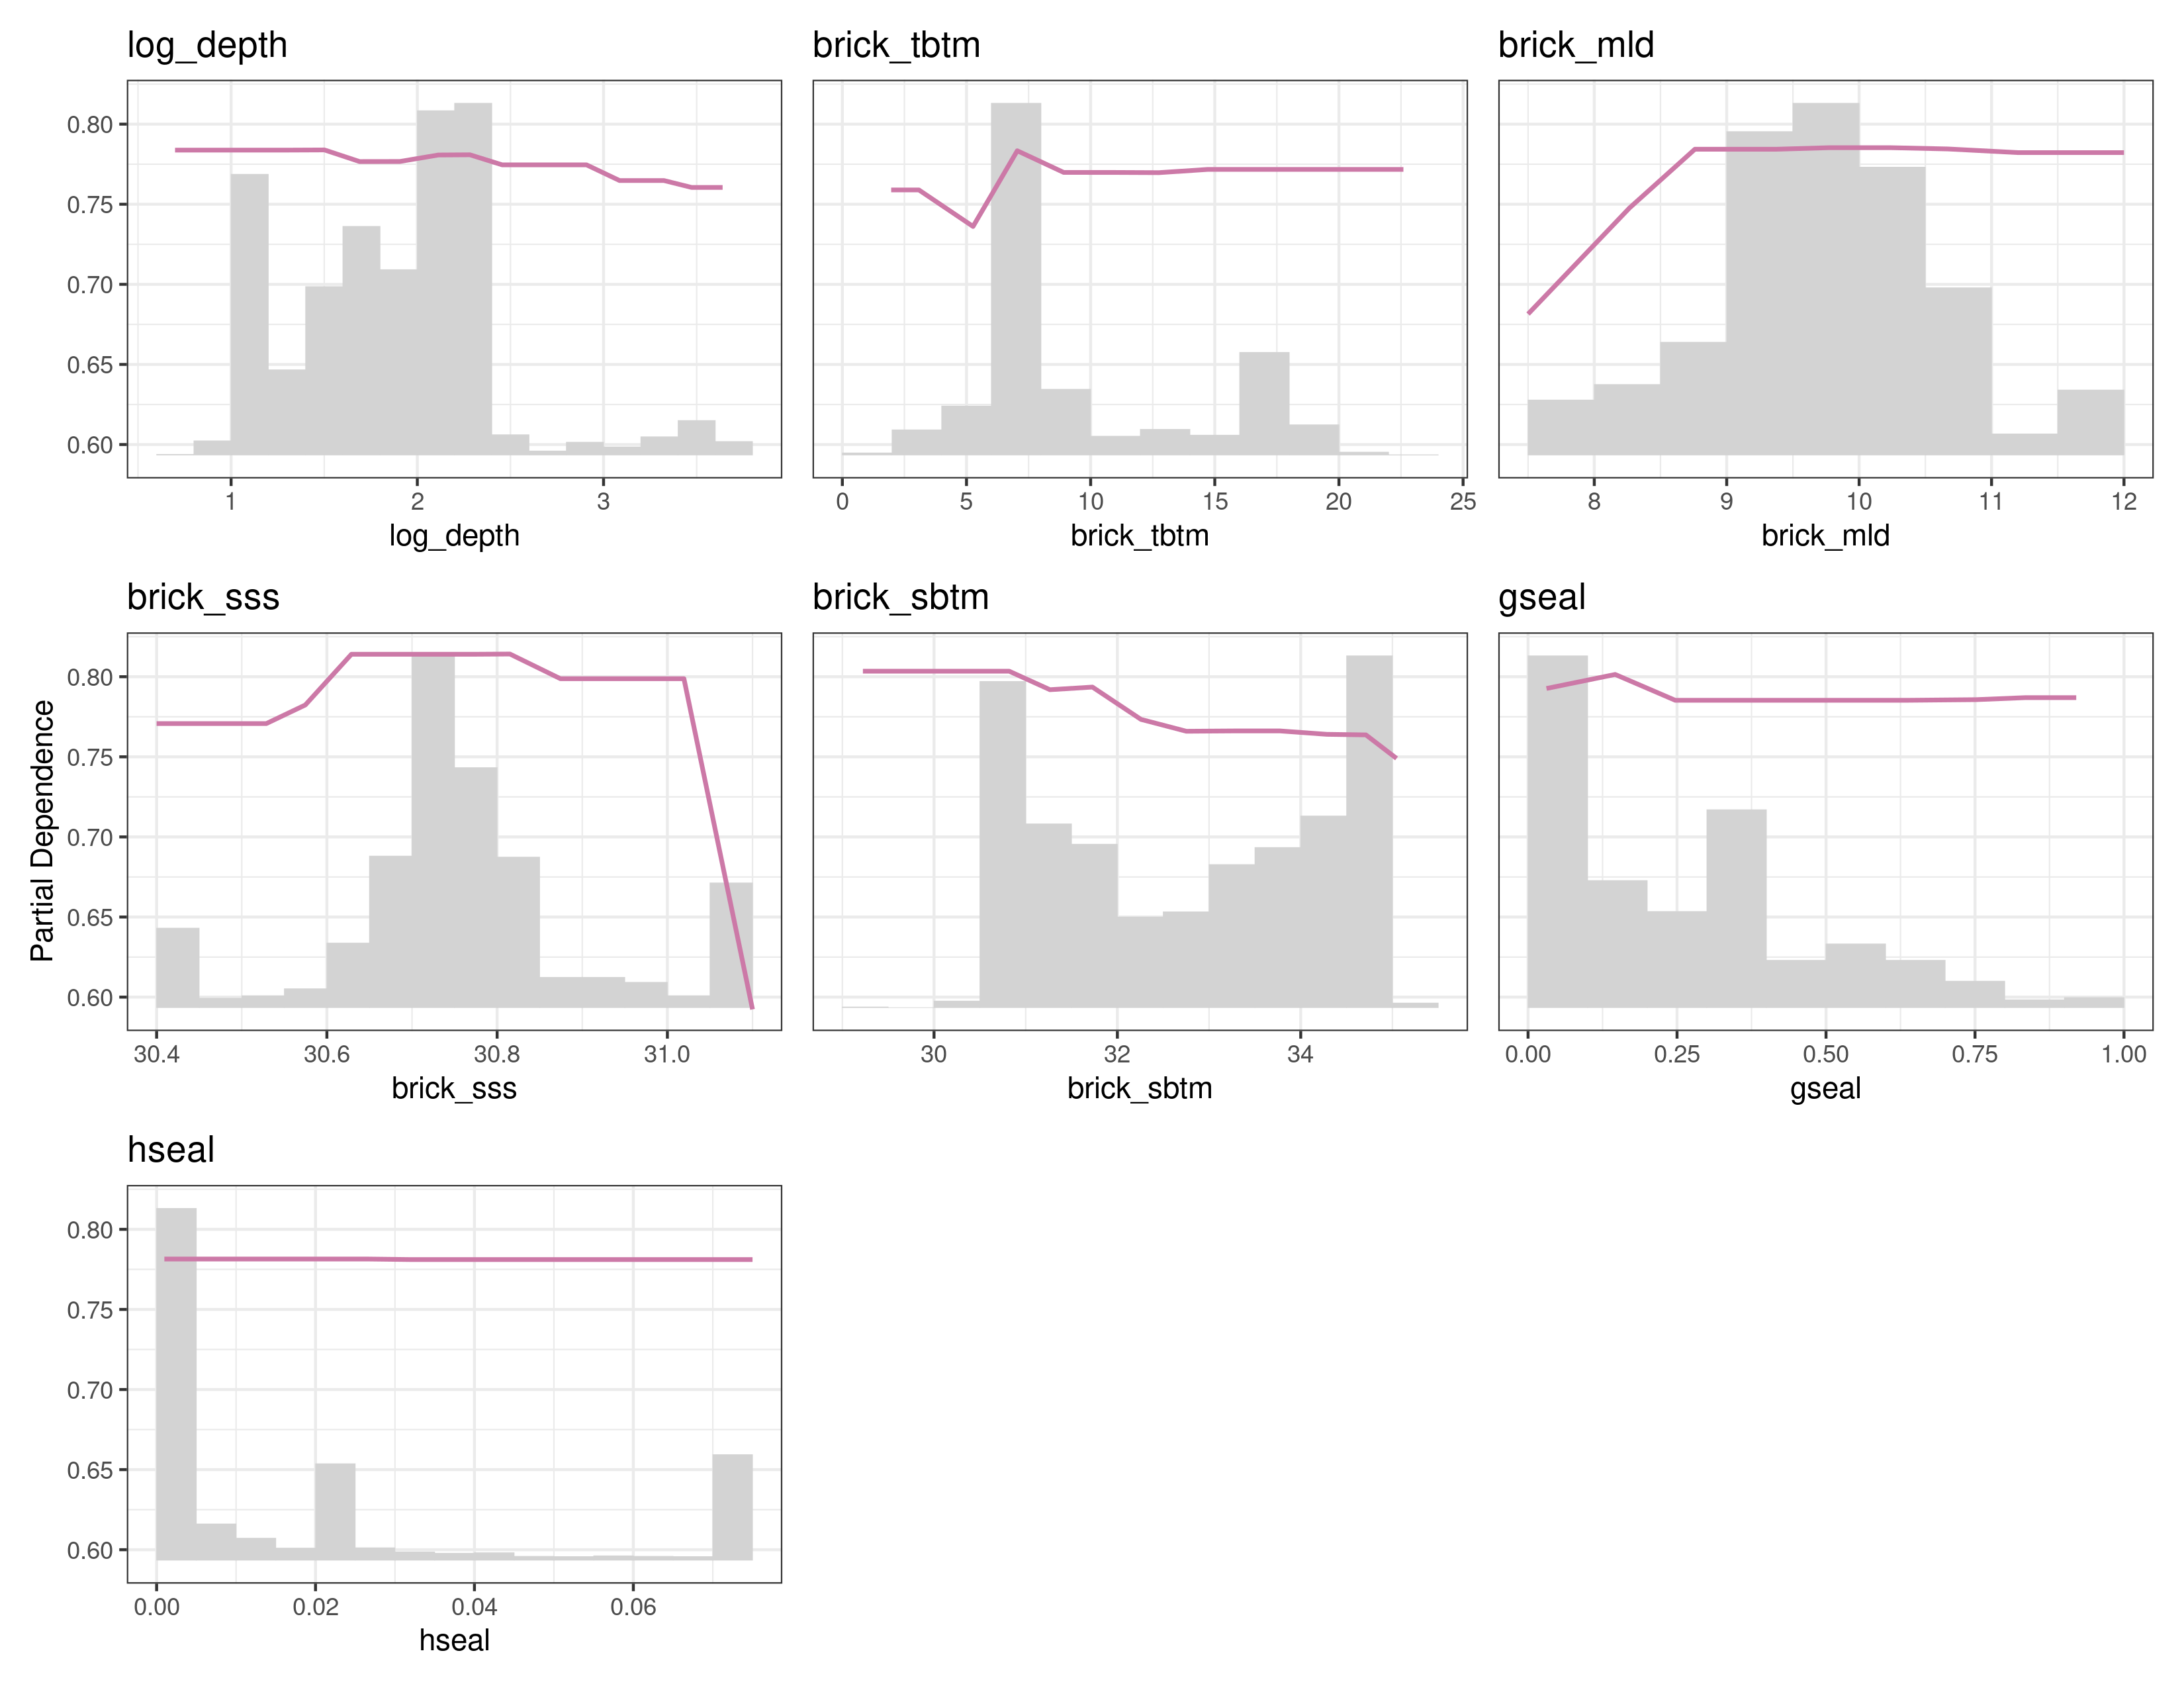 log_depth
brick_tbtm
brick_mld
0.80
0.75
0.70
0.65
0.60
1 2 3
0 5 10 15 20 25
8 9 10 11 12
log_depth
brick_tbtm
brick_mld
brick_sss
brick_sbtm
gseal
Partial Dependence
0.80
0.75
0.70
0.65
0.60
30.4 30.6 30.8 31.0
30 32 34
0.00 0.25 0.50 0.75 1.00
brick_sss
brick_sbtm
gseal
hseal
0.80
0.75
0.70
0.65
0.60
0.00 0.02 0.04 0.06
hseal